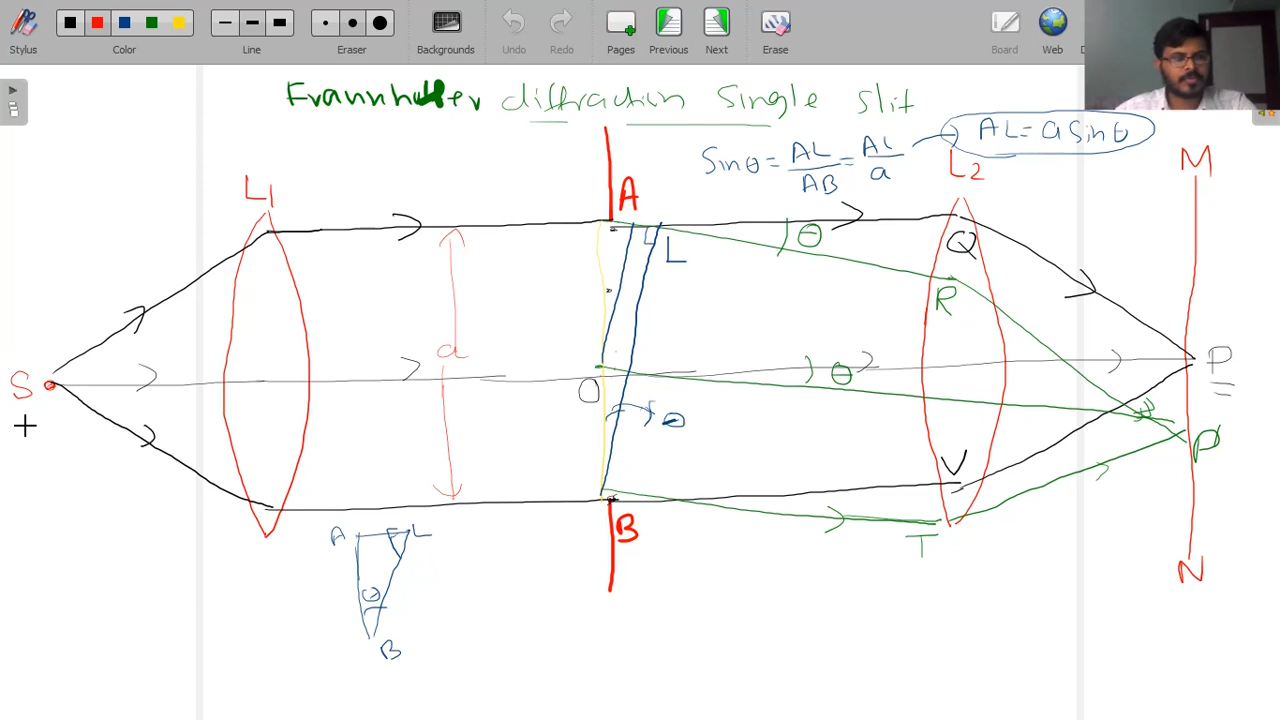 Stylus
Color
Line
Eraser
Backgrounds
Undo
Redo
Pages
Previous
Next
Erase
Board
Web
Fraunhoffer diffraction Single Slit
Sinθ = AL/AB = AL/a
AL = a Sinθ
L1
A
L2
M
L
θ
Q
R
a
S
O
θ
P
θ
P'
V
B
T
N
A
L
θ
B